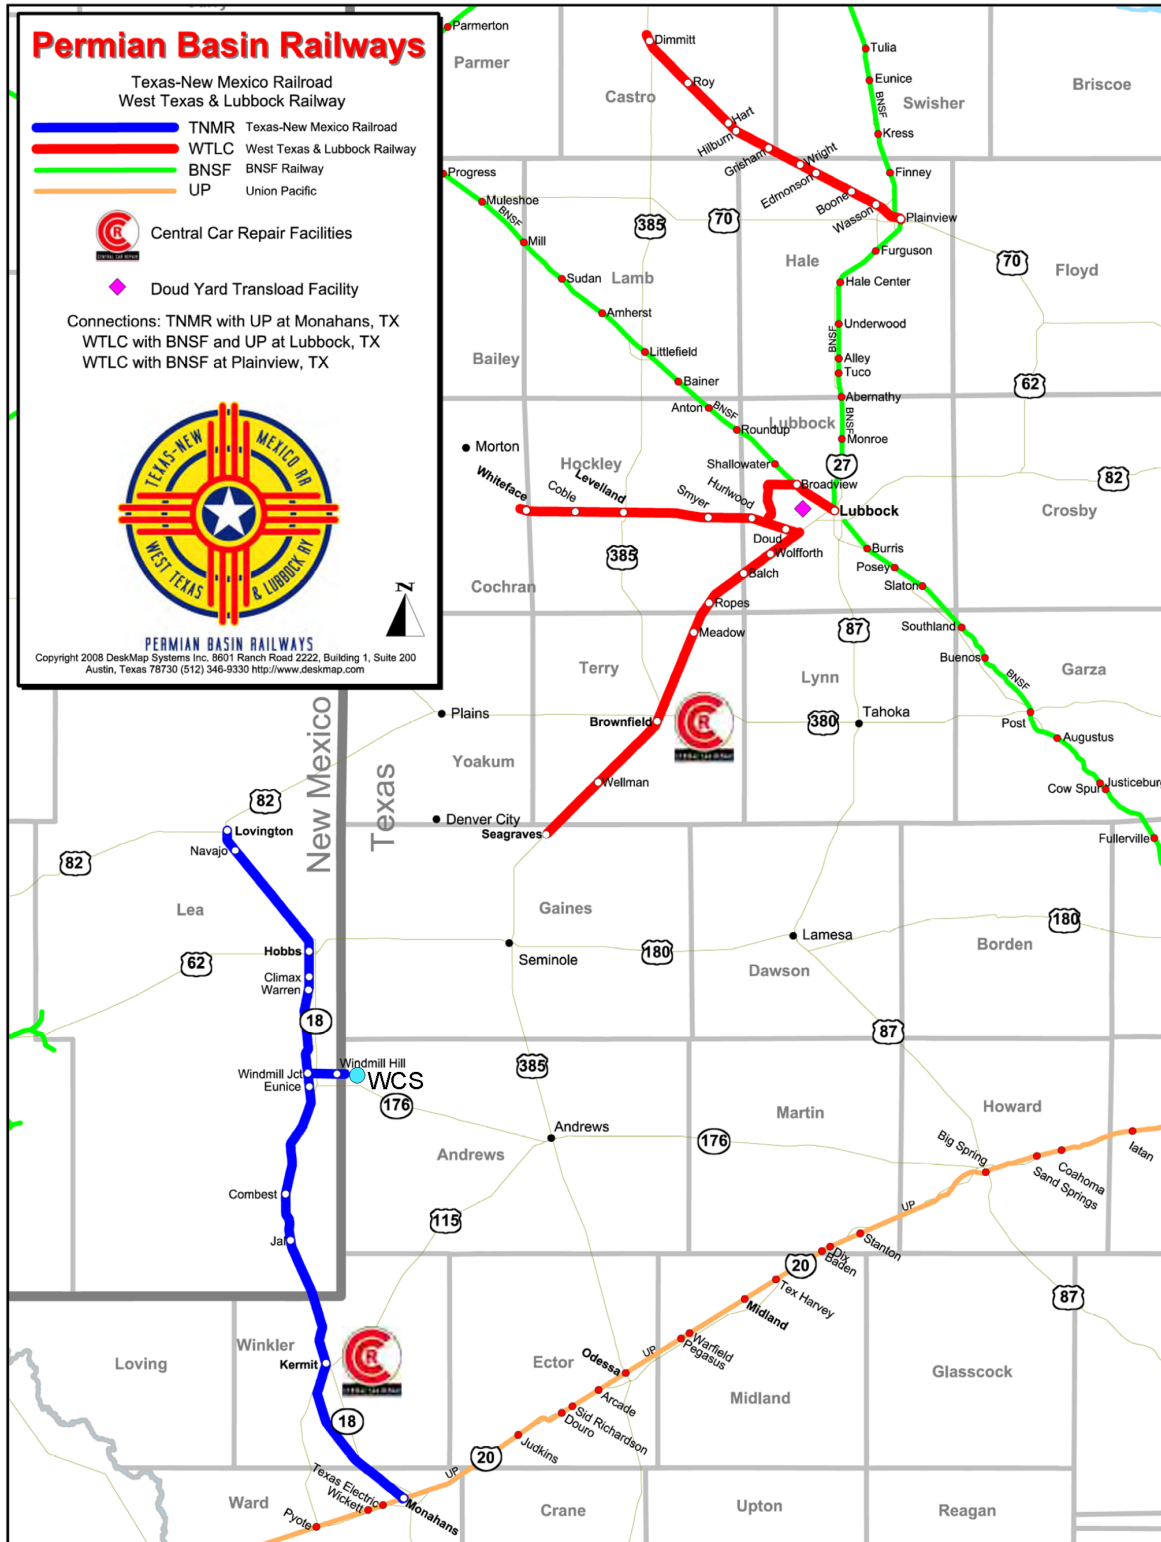 Permian Basin Railways
Texas-New Mexico Railroad
West Texas & Lubbock Railway
TNMR Texas-New Mexico Railroad
WTLC West Texas & Lubbock Railway
BNSF BNSF Railway
UP Union Pacific
Central Car Repair Facilities
Doud Yard Transload Facility
Connections: TNMR with UP at Monahans, TX
WTLC with BNSF and UP at Lubbock, TX
WTLC with BNSF at Plainview, TX
TEXAS-NEW MEXICO RR
WEST TEXAS & LUBBOCK RY
N
PERMIAN BASIN RAILWAYS
Copyright 2008 DeskMap Systems Inc. 8601 Ranch Road 2222, Building 1, Suite 200
Austin, Texas 78730 (512) 346-9330 http://www.deskmap.com
Parmerton
Parmer
Dimmitt
Castro
Roy
Hart
Hilburn
Grisham
Wright
Edmonson
Boone
Wasson
Plainview
Tulia
Eunice
BNSF
Swisher
Briscoe
Kress
Finney
Progress
Muleshoe
BNSF
Mill
385
70
Furguson
70
Sudan
Lamb
Hale
Hale Center
Floyd
Amherst
Underwood
BNSF
Bailey
Littlefield
Alley
Tuco
Bainer
62
Anton
BNSF
Abernathy
BNSF
Roundup
Lubbock
Monroe
Morton
Hockley
Shallowater
27
82
Whiteface
Coble
Levelland
Smyer
Hurlwood
Broadview
Lubbock
Crosby
Doud
Wolfforth
385
Burris
Posey
Slaton
Cochran
Balch
Ropes
Meadow
87
Southland
Buenos
BNSF
Terry
Lynn
Garza
Plains
Brownfield
380
Tahoka
Post
Augustus
Yoakum
Wellman
Justiceburg
Cow Spur
New Mexico
Texas
82
Denver City
Seagraves
Fullerville
Lovington
Navajo
82
Lea
Gaines
180
Hobbs
62
Seminole
180
Lamesa
Borden
Dawson
Climax
Warren
18
87
Windmill Hill
Windmill Jct
Eunice
WCS
385
176
Martin
Howard
Andrews
176
Andrews
Big Spring
Iatan
Coahoma
Sand Springs
Combest
115
UP
Jal
Stanton
Dix
Baden
20
Tex Harvey
87
Midland
Winkler
Loving
Kermit
Warfield
Pegasus
UP
Ector
Odessa
Midland
Glasscock
Arcade
Sid Richardson
Douro
18
Judkins
20
UP
Texas Electric
Wickett
Pyote
Monahans
Ward
Crane
Upton
Reagan